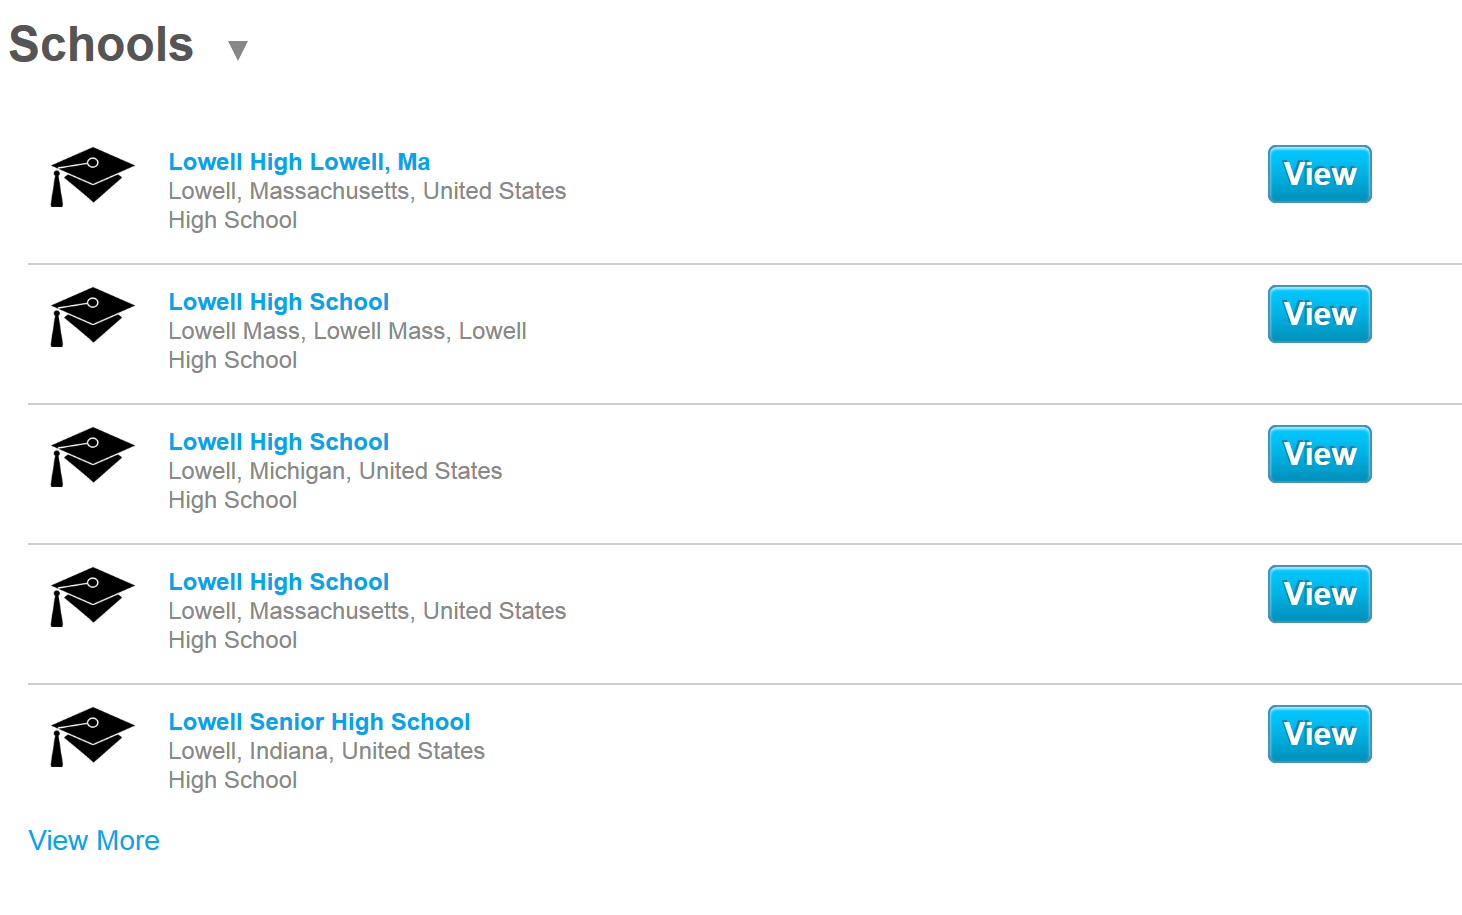 Schools
Lowell High Lowell, Ma
Lowell, Massachusetts, United States
High School
View
Lowell High School
Lowell Mass, Lowell Mass, Lowell
High School
View
Lowell High School
Lowell, Michigan, United States
High School
View
Lowell High School
Lowell, Massachusetts, United States
High School
View
Lowell Senior High School
Lowell, Indiana, United States
High School
View
View More